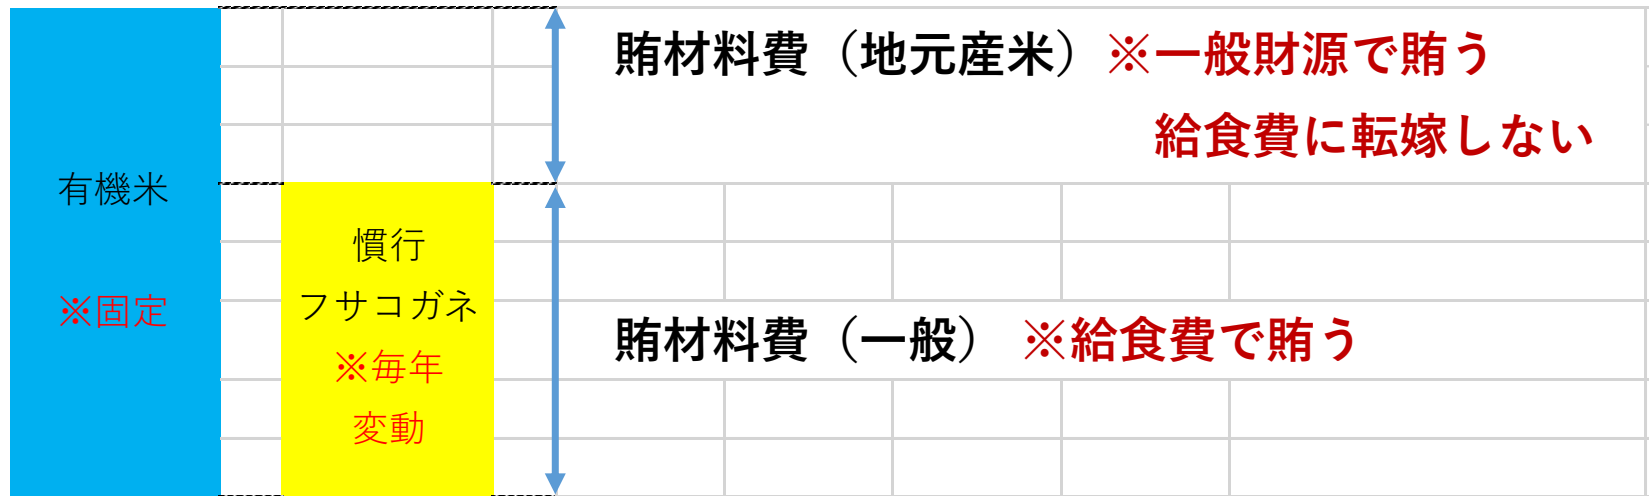 有機米
※固定
慣行
フサコガネ
※毎年
変動
賄材料費（地元産米）※一般財源で賄う
給食費に転嫁しない
賄材料費（一般） ※給食費で賄う